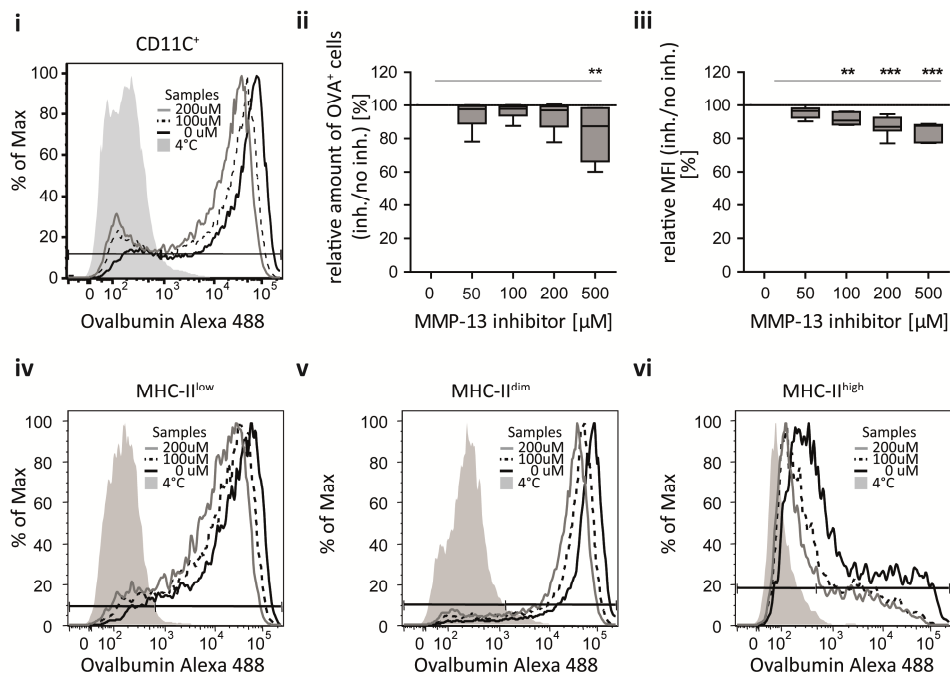 i
CD11C⁺
% of Max
100
80
60
40
20
0
Samples
200uM
100uM
0 uM
4°C
0 10² 10³ 10⁴ 10⁵
Ovalbumin Alexa 488
ii
relative amount of OVA⁺ cells
(inh./no inh.) [%]
120
100
80
60
40
20
0
**
0 50 100 200 500
MMP-13 inhibitor [µM]
iii
relative MFI (inh./no inh.)
[%]
120
100
80
60
40
20
0
** *** ***
0 50 100 200 500
MMP-13 inhibitor [µM]
iv
MHC-IIˡᵒʷ
% of Max
100
80
60
40
20
0
Samples
200uM
100uM
0 uM
4°C
0 10² 10³ 10⁴ 10⁵
Ovalbumin Alexa 488
v
MHC-IIᵈⁱᵐ
% of Max
100
80
60
40
20
0
Samples
200uM
100uM
0 uM
4°C
0 10² 10³ 10⁴ 10⁵
Ovalbumin Alexa 488
vi
MHC-IIʰⁱᵍʰ
% of Max
100
80
60
40
20
0
Samples
200uM
100uM
0 uM
4°C
0 10² 10³ 10⁴ 10⁵
Ovalbumin Alexa 488